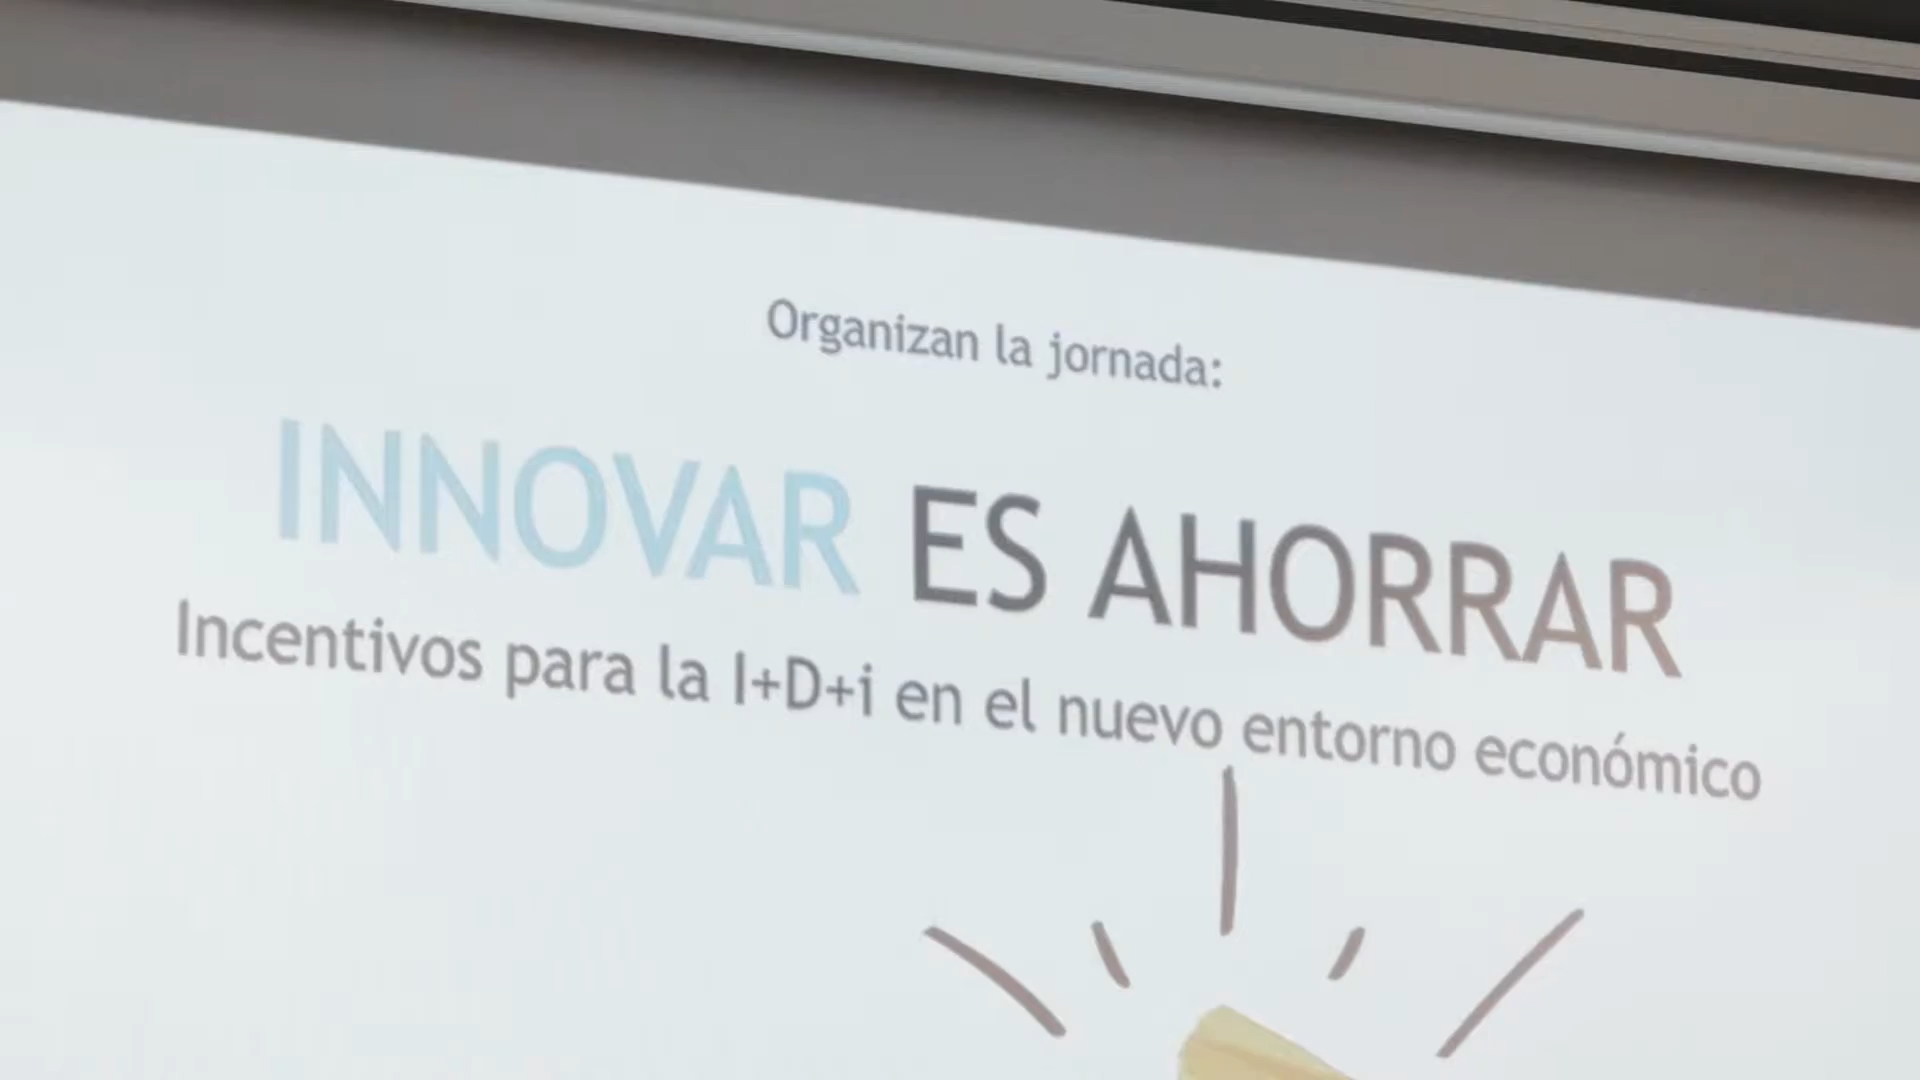 Organizan la jornada:
INNOVAR ES AHORRAR
Incentivos para la I+D+i en el nuevo entorno económico